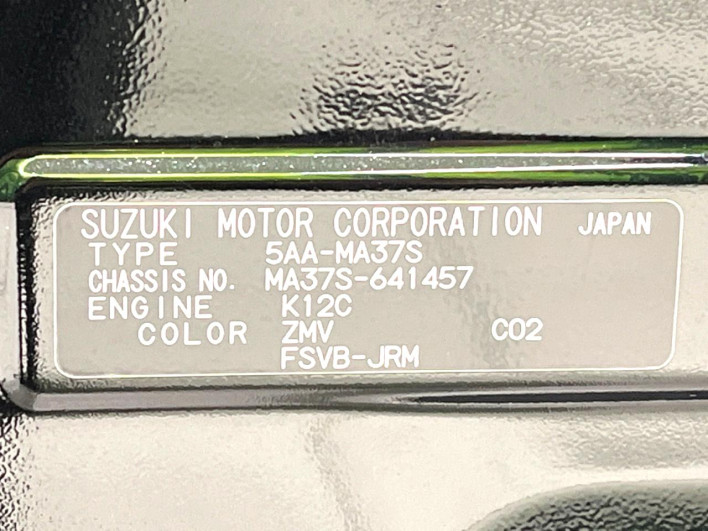 SUZUKI MOTOR CORPORATION JAPAN
TYPE 5AA-MA37S
CHASSIS NO. MA37S-641457
ENGINE K12C
COLOR ZMV C02
FSVB-JRM